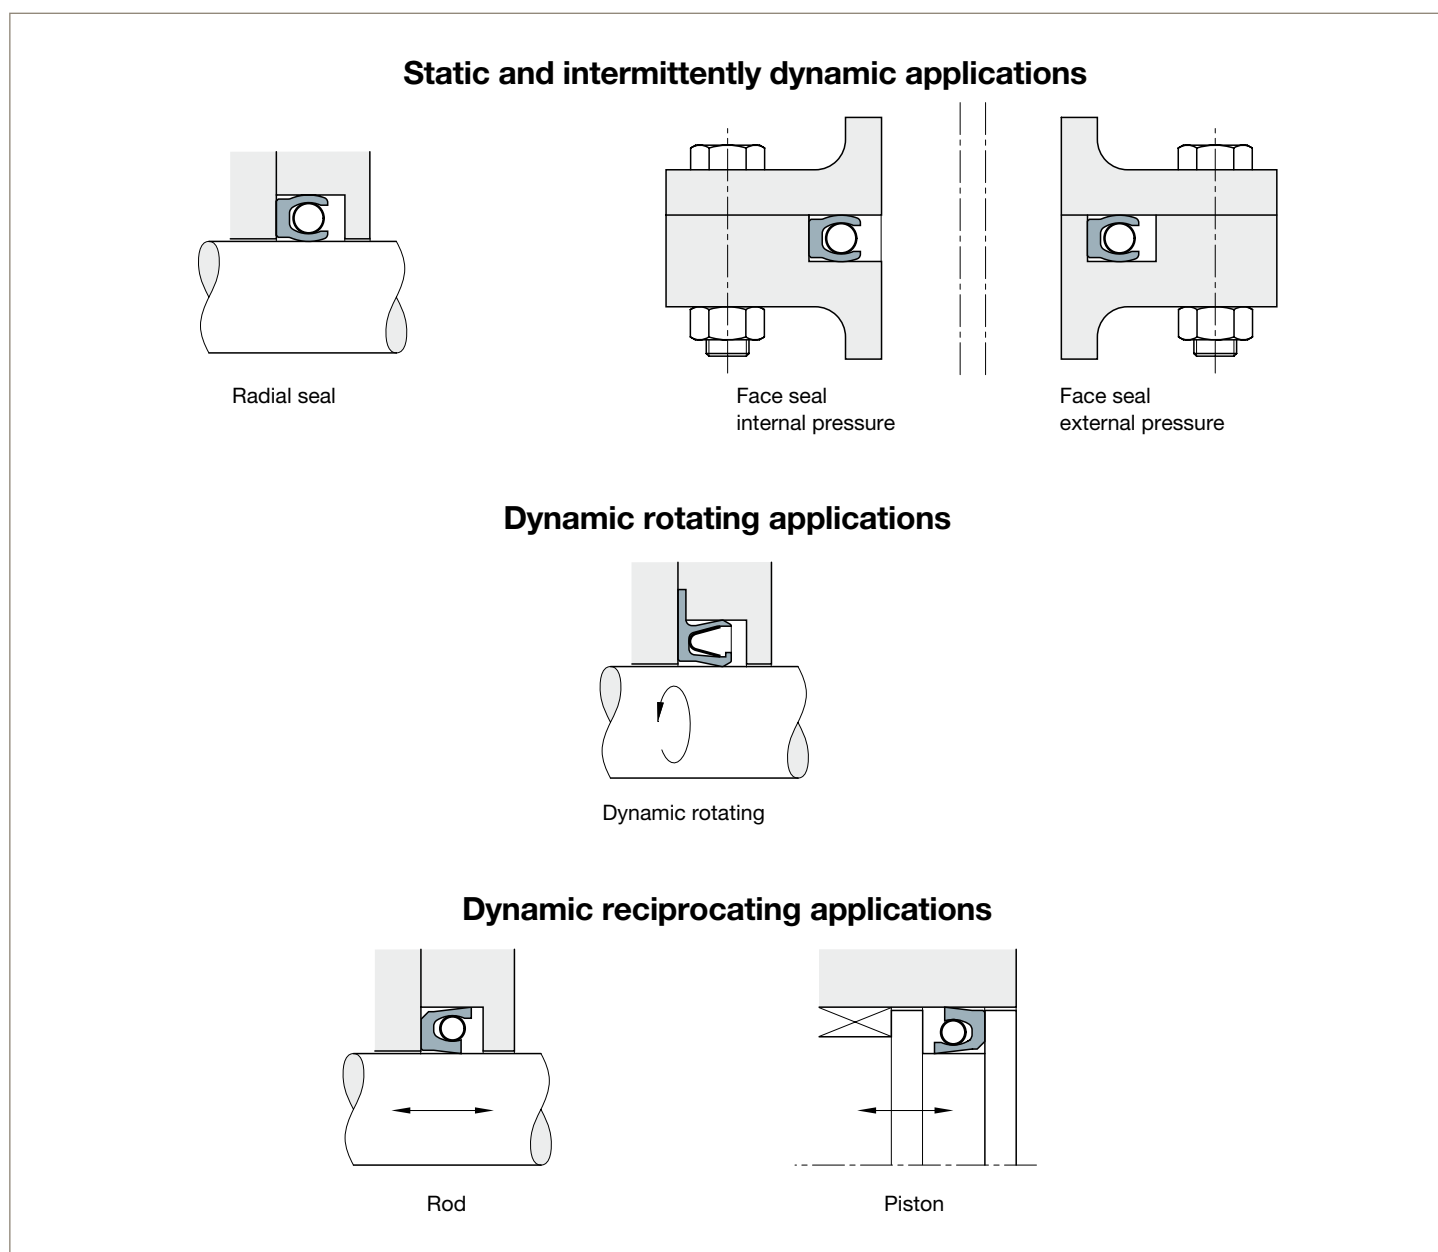 Static and intermittently dynamic applications
Radial seal
Face seal
internal pressure
Face seal
external pressure
Dynamic rotating applications
Dynamic rotating
Dynamic reciprocating applications
Rod
Piston